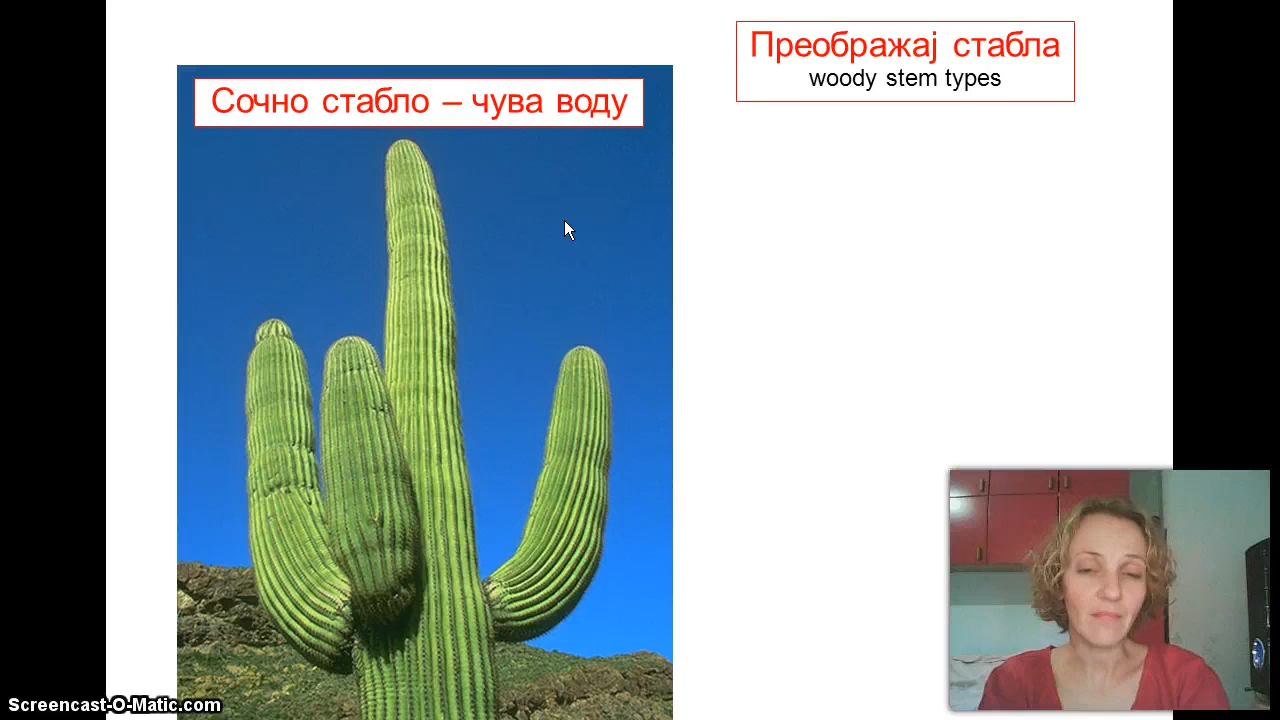 Преображај стабла
woody stem types
Сочно стабло – чува воду
Screencast-O-Matic.com